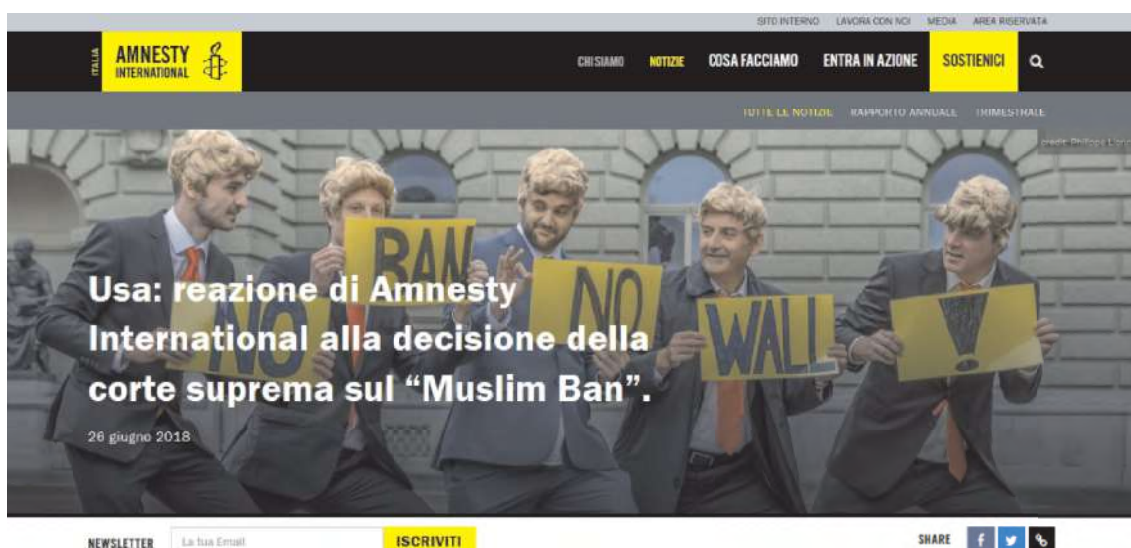 SITO INTERNO LAVORA CON NOI MEDIA AREA RISERVATA
ITALIA
AMNESTY
INTERNATIONAL
CHI SIAMO NOTIZIE COSA FACCIAMO ENTRA IN AZIONE SOSTIENICI
TUTTE LE NOTIZIE RAPPORTO ANNUALE TRIMESTRALE
credit: Philippe
NO BAN NO WALL !
Usa: reazione di Amnesty
International alla decisione della
corte suprema sul “Muslim Ban”.
26 giugno 2018
NEWSLETTER La tua Email ISCRIVITI SHARE